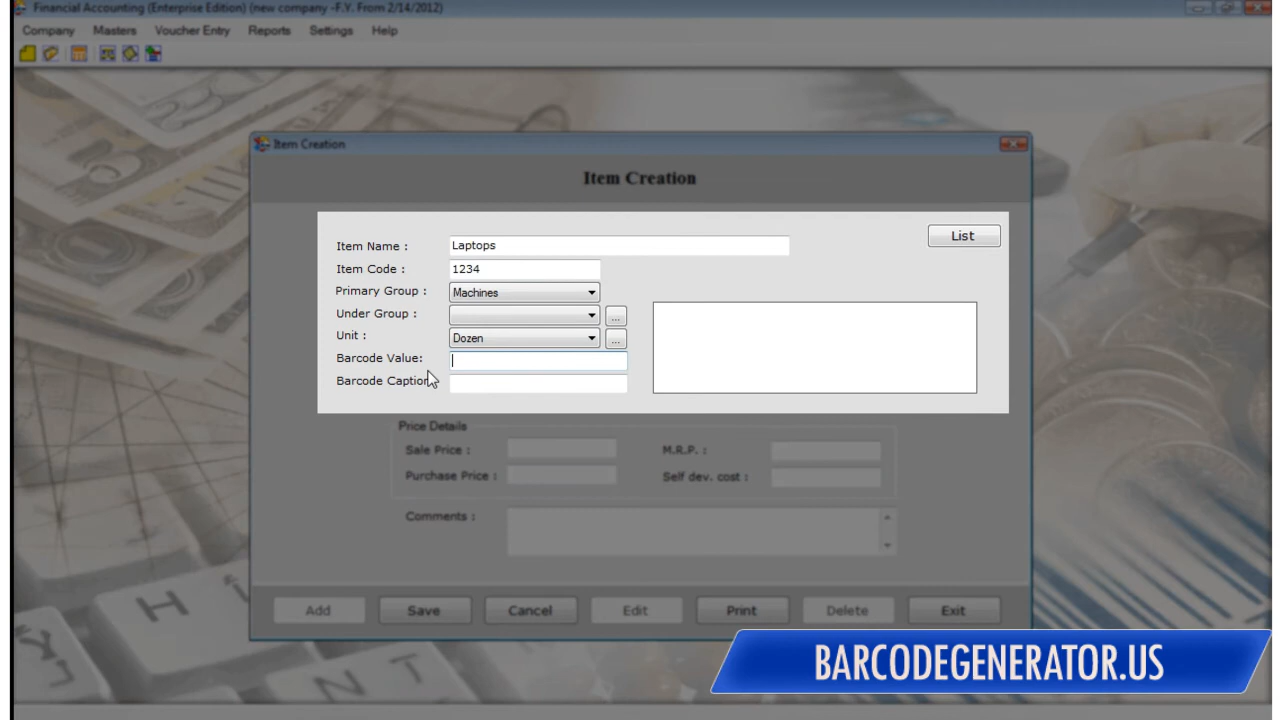 Financial Accounting (Enterprise Edition) (new company -F.Y. From 2/14/2012)
Company Masters Voucher Entry Reports Settings Help
Item Creation
Item Creation
List
Item Name : Laptops
Item Code : 1234
Primary Group : Machines
Under Group : ...
Unit : Dozen ...
Barcode Value:
Barcode Caption
Price Details
Sale Price : M.R.P. :
Purchase Price : Self dev. cost :
Comments :
Add Save Cancel Edit Print Delete Exit
BARCODEGENERATOR.US